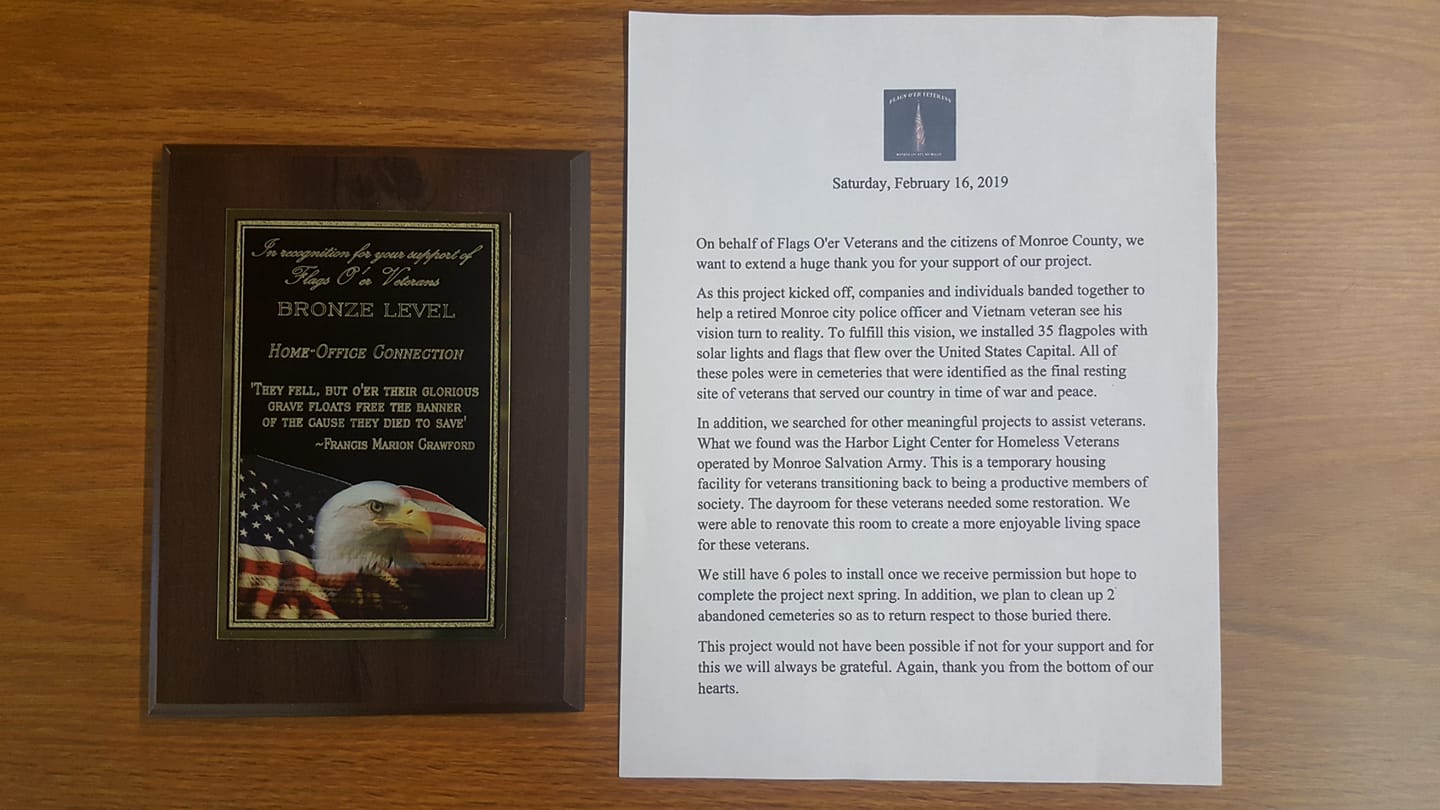 In recognition for your support of
Flags O'er Veterans
BRONZE LEVEL
HOME-OFFICE CONNECTION
'THEY FELL, BUT O'ER THEIR GLORIOUS
GRAVE FLOATS FREE THE BANNER
OF THE CAUSE THEY DIED TO SAVE'
~FRANCIS MARION CRAWFORD
FLAGS O'ER VETERANS
Saturday, February 16, 2019
On behalf of Flags O'er Veterans and the citizens of Monroe County, we
want to extend a huge thank you for your support of our project.
As this project kicked off, companies and individuals banded together to
help a retired Monroe city police officer and Vietnam veteran see his
vision turn to reality. To fulfill this vision, we installed 35 flagpoles with
solar lights and flags that flew over the United States Capital. All of
these poles were in cemeteries that were identified as the final resting
site of veterans that served our country in time of war and peace.
In addition, we searched for other meaningful projects to assist veterans.
What we found was the Harbor Light Center for Homeless Veterans
operated by Monroe Salvation Army. This is a temporary housing
facility for veterans transitioning back to being a productive members of
society. The dayroom for these veterans needed some restoration. We
were able to renovate this room to create a more enjoyable living space
for these veterans.
We still have 6 poles to install once we receive permission but hope to
complete the project next spring. In addition, we plan to clean up 2
abandoned cemeteries so as to return respect to those buried there.
This project would not have been possible if not for your support and for
this we will always be grateful. Again, thank you from the bottom of our
hearts.